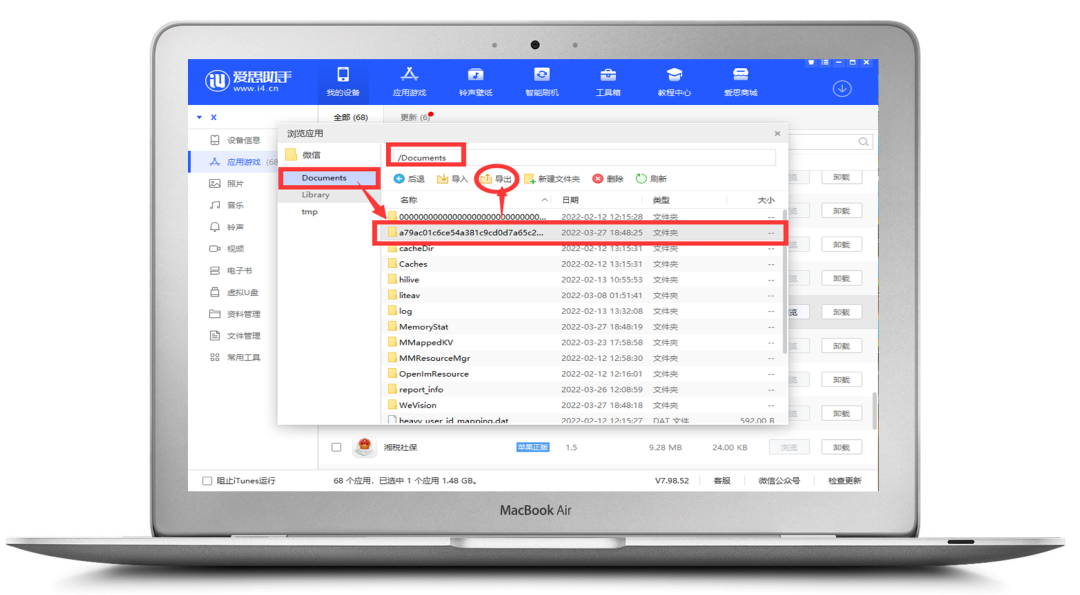 爱思助手
www.i4.cn
我的设备
应用游戏
铃声壁纸
智能刷机
工具箱
教程中心
爱思商城
X
全部 (68)
更新 (6)
设备信息
应用游戏 (68
照片
音乐
铃声
视频
电子书
虚拟U盘
资料管理
文件管理
常用工具
浏览应用
微信
Documents
Library
tmp
/Documents
后退 导入 导出 新建文件夹 删除 刷新
名称 日期 类型 大小
00000000000000000000000000000... 2022-02-12 12:15:28 文件夹 --
a79ac01c6ce54a381c9cd0d7a65c2... 2022-03-27 18:48:25 文件夹 --
cacheDir 2022-02-12 13:15:31 文件夹 --
Caches 2022-02-12 13:15:31 文件夹 --
hilive 2022-02-13 10:55:53 文件夹 --
liteav 2022-03-08 01:51:41 文件夹 --
log 2022-02-13 13:32:08 文件夹 --
MemoryStat 2022-03-27 18:48:19 文件夹 --
MMappedKV 2022-03-23 17:58:58 文件夹 --
MMResourceMgr 2022-02-12 12:58:30 文件夹 --
OpenImResource 2022-02-12 12:16:01 文件夹 --
report_info 2022-03-26 12:08:59 文件夹 --
WeVision 2022-03-27 18:48:18 文件夹 --
heavy_user_id_mapping.dat 2022-02-12 12:15:27 DAT 文件 592.00 B
览 卸载
览 卸载
览 卸载
览 卸载
览 卸载
览 卸载
览 卸载
览 卸载
湘税社保 苹果正版 1.5 9.28 MB 24.00 KB 浏览 卸载
阻止iTunes运行
68 个应用, 已选中 1 个应用 1.48 GB。
V7.98.52 客服 微信公众号 检查更新
MacBook Air